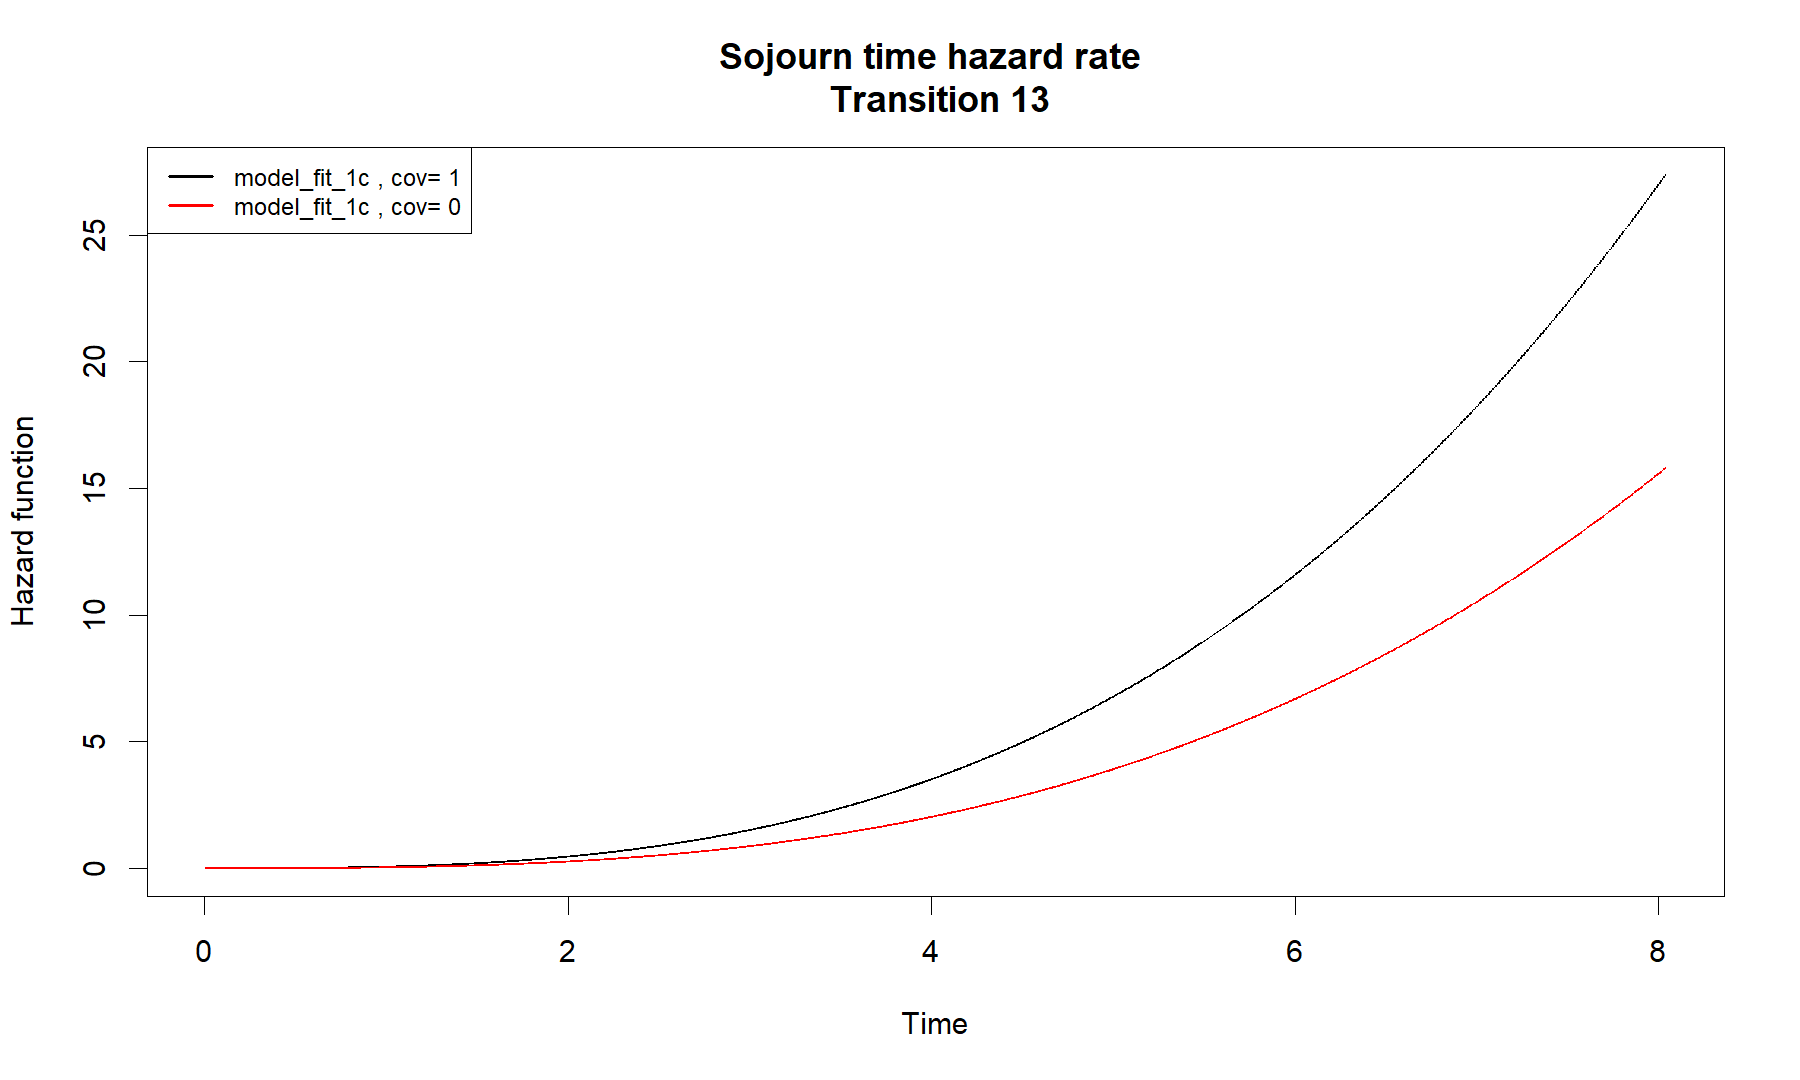 Sojourn time hazard rate
Transition 13
model_fit_1c , cov= 1
model_fit_1c , cov= 0
Hazard function
25
20
15
10
5
0
0 2 4 6 8
Time